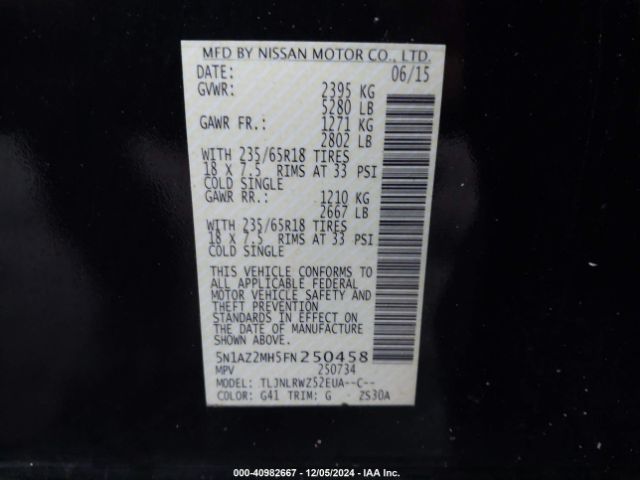 MFD BY NISSAN MOTOR CO., LTD.
DATE: 06/15
GVWR: 2395 KG
5280 LB
GAWR FR.: 1271 KG
2802 LB
WITH 235/65R18 TIRES
18 X 7.5 RIMS AT 33 PSI
COLD SINGLE
GAWR RR.: 1210 KG
2667 LB
WITH 235/65R18 TIRES
18 X 7.5 RIMS AT 33 PSI
COLD SINGLE
THIS VEHICLE CONFORMS TO
ALL APPLICABLE FEDERAL
MOTOR VEHICLE SAFETY AND
THEFT PREVENTION
STANDARDS IN EFFECT ON
THE DATE OF MANUFACTURE
SHOWN ABOVE.
5N1AZ2MH5FN250458
MPV 250734
MODEL: TLJNLRWZ52EUA--C--
COLOR: G41 TRIM: G ZS30A
000-40982667 - 12/05/2024 - IAA Inc.